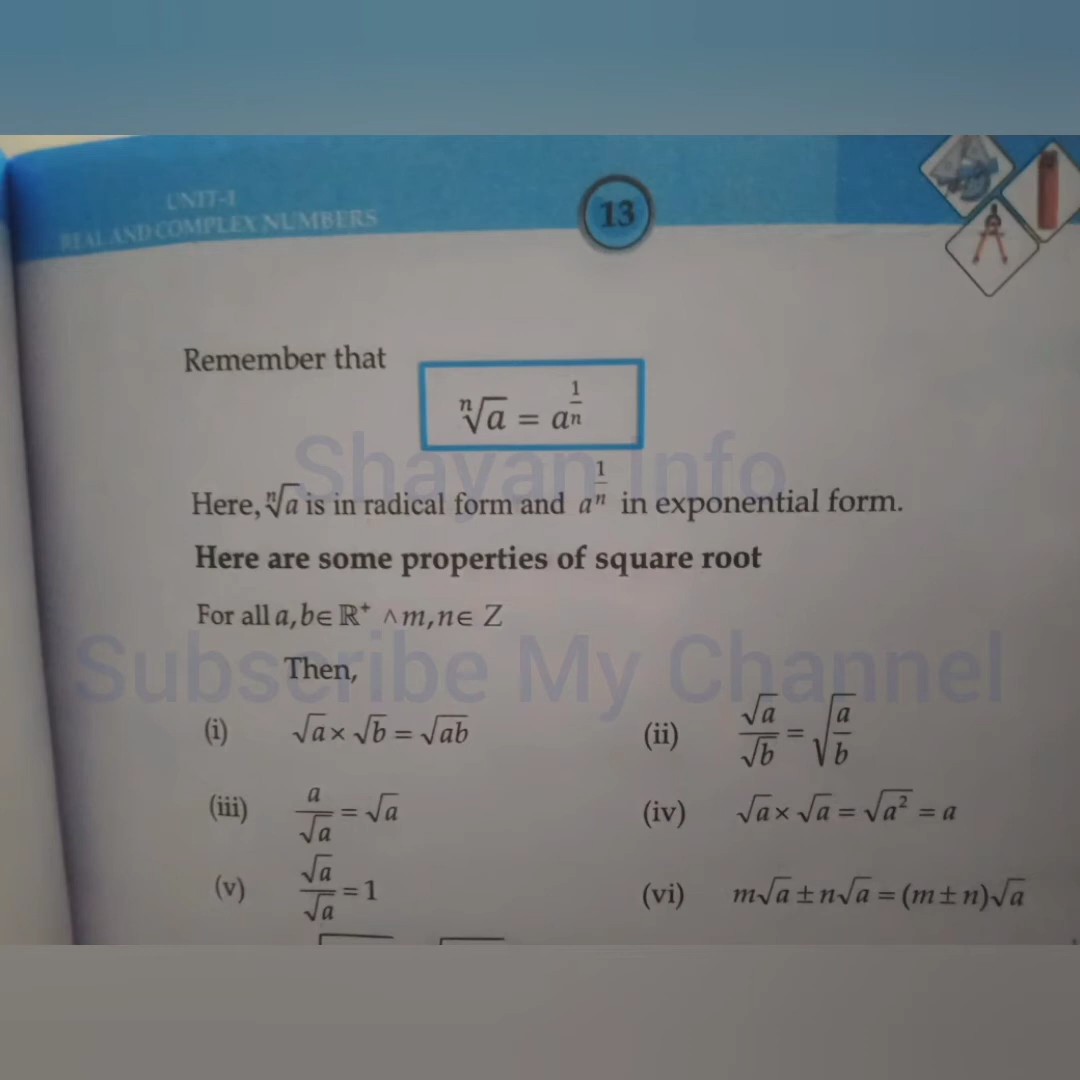 UNIT-1
REAL AND COMPLEX NUMBERS
13
Remember that
ⁿ√a = a^(1/n)
Shayan Info
Here, ⁿ√a is in radical form and a^(1/n) in exponential form.
Here are some properties of square root
For all a,b∈ ℝ⁺ ∧m,n∈ Z
Subscribe My Channel
Then,
(i) √a × √b = √ab (ii) √a/√b = √(a/b)
(iii) a/√a = √a (iv) √a × √a = √a² = a
(v) √a/√a = 1 (vi) m√a ± n√a = (m ± n)√a